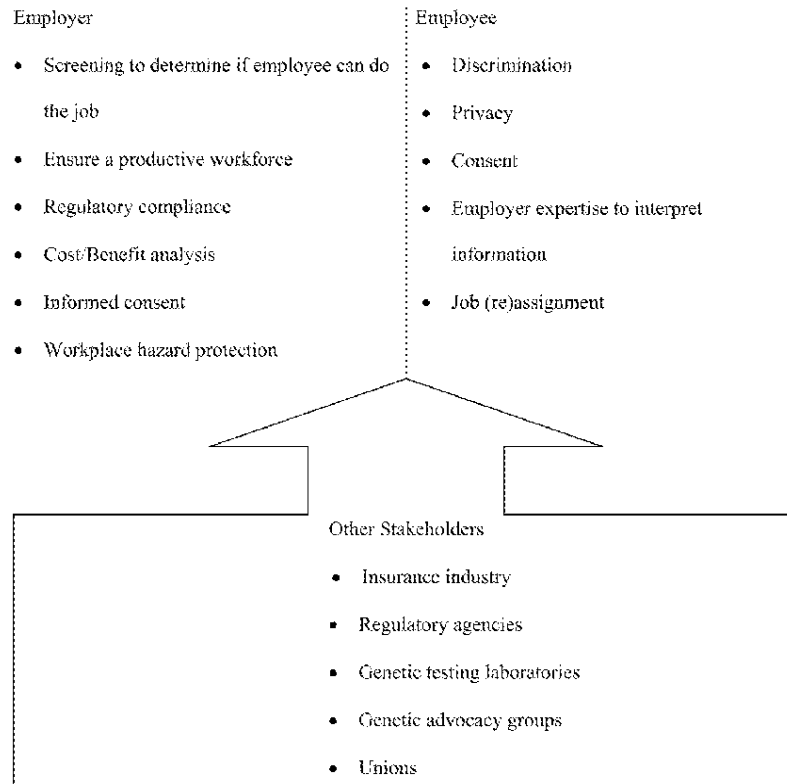 Employer
• Screening to determine if employee can do
the job
• Ensure a productive workforce
• Regulatory compliance
• Cost/Benefit analysis
• Informed consent
• Workplace hazard protection
Employee
• Discrimination
• Privacy
• Consent
• Employer expertise to interpret
information
• Job (re)assignment
Other Stakeholders
• Insurance industry
• Regulatory agencies
• Genetic testing laboratories
• Genetic advocacy groups
• Unions